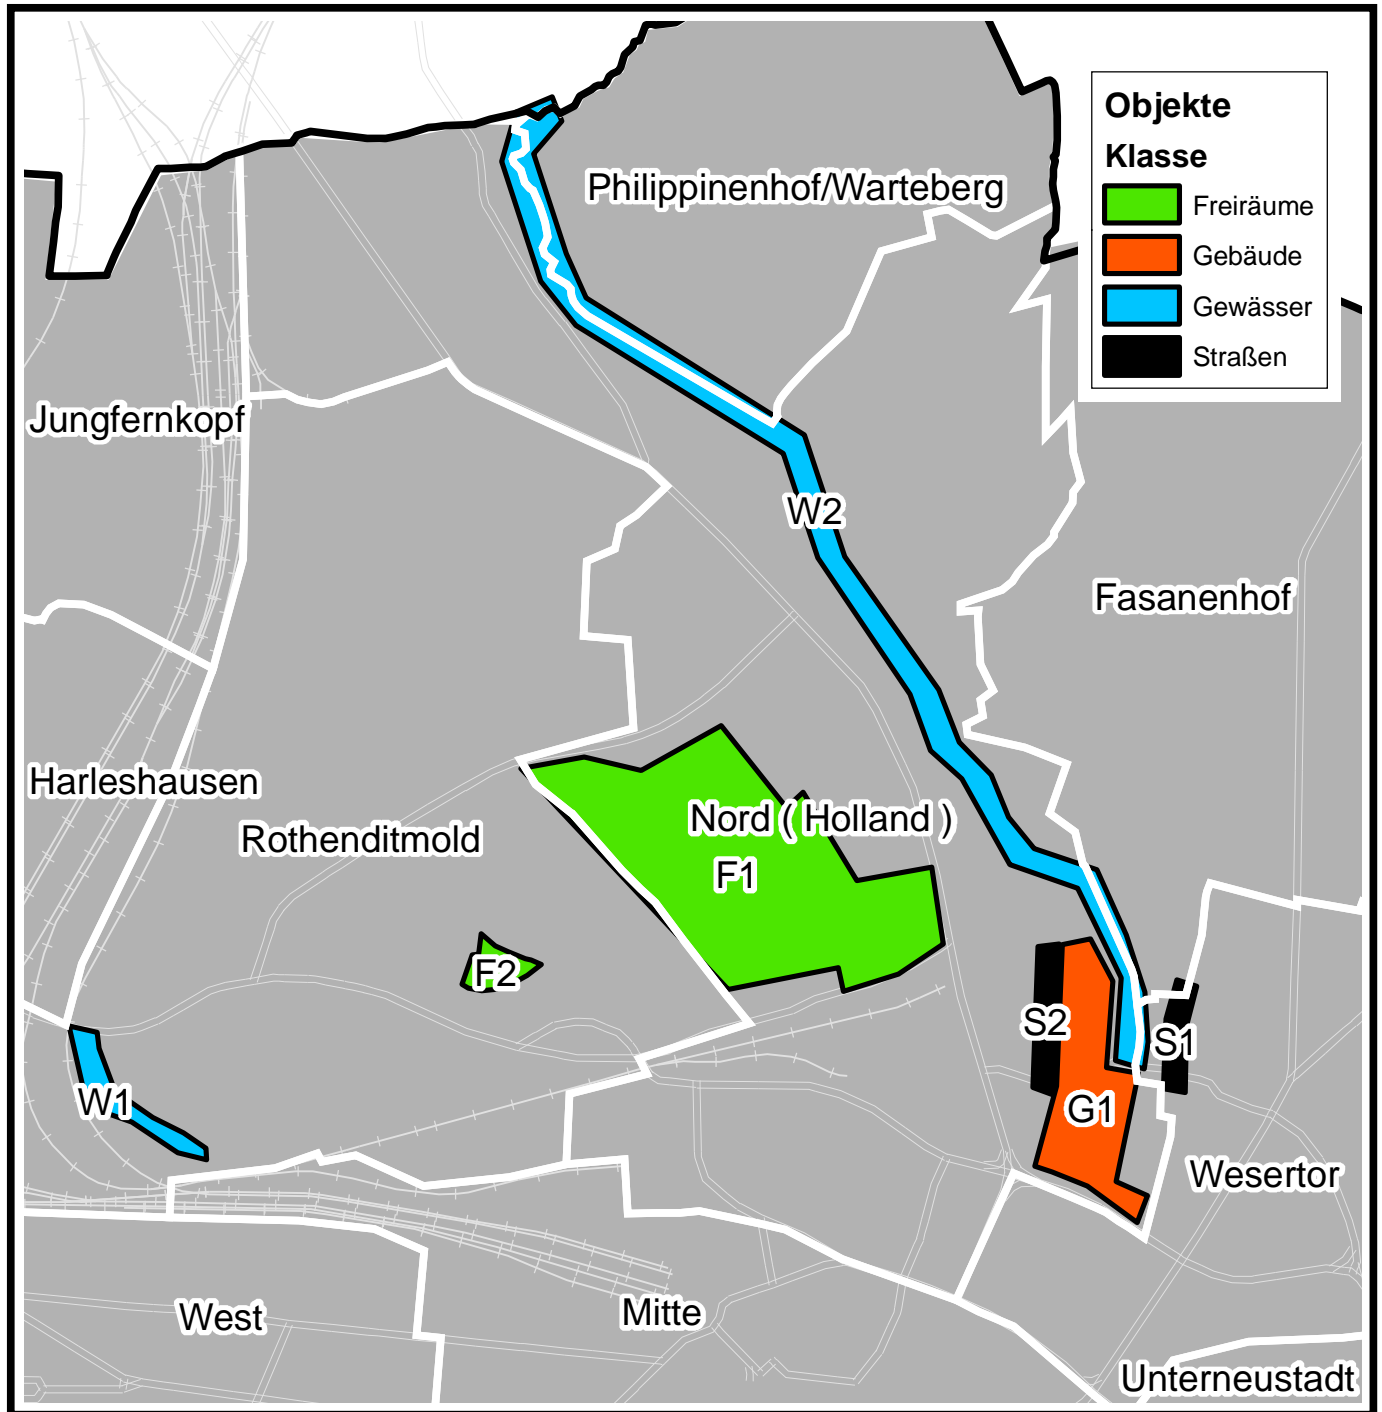 Objekte
Klasse
Freiräume
Gebäude
Gewässer
Straßen
Philippinenhof/Warteberg
Jungfernkopf
W2
Fasanenhof
Harleshausen
Rothenditmold
Nord ( Holland )
F1
F2
S2
S1
W1
G1
Wesertor
West
Mitte
Unterneustadt